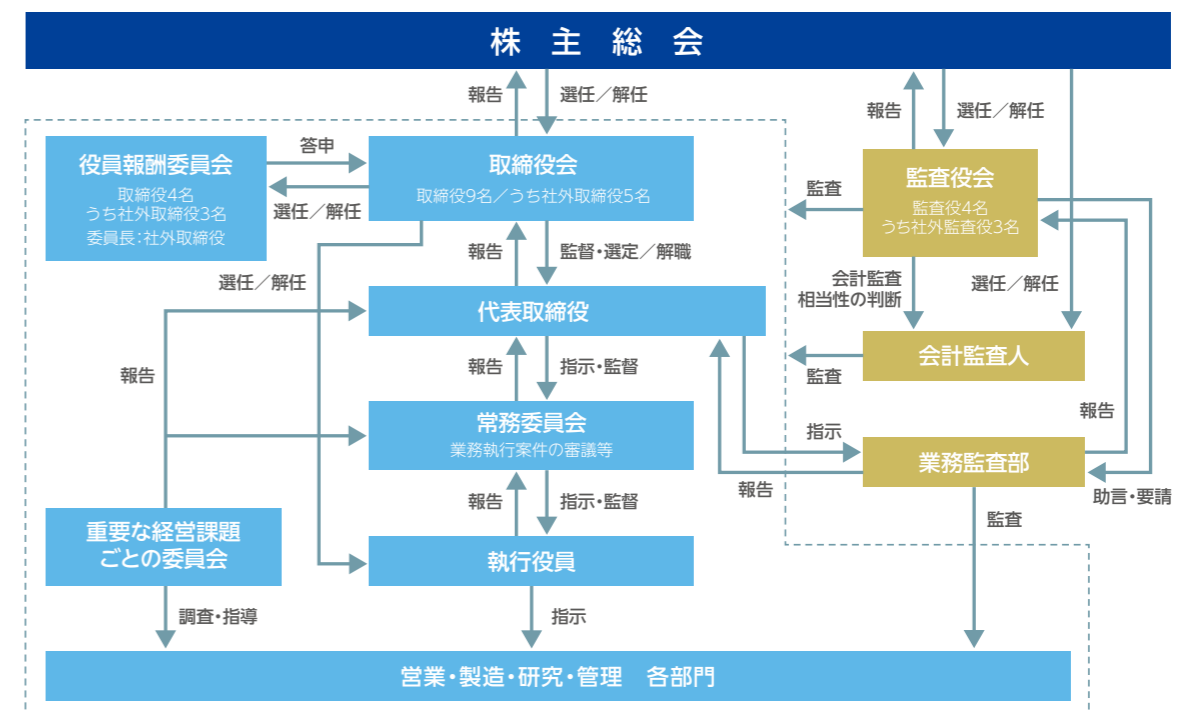 株主総会
報告
選任／解任
報告
選任／解任
役員報酬委員会
取締役4名
うち社外取締役3名
委員長：社外取締役
答申
選任／解任
取締役会
取締役9名／うち社外取締役5名
監査
監査役会
監査役4名
うち社外監査役3名
選任／解任
報告
監督・選定／解職
会計監査
相当性の判断
選任／解任
代表取締役
会計監査人
監査
報告
報告
指示・監督
常務委員会
業務執行案件の審議等
指示
報告
業務監査部
報告
助言・要請
報告
指示・監督
監査
重要な経営課題
ごとの委員会
執行役員
調査・指導
指示
営業・製造・研究・管理　各部門